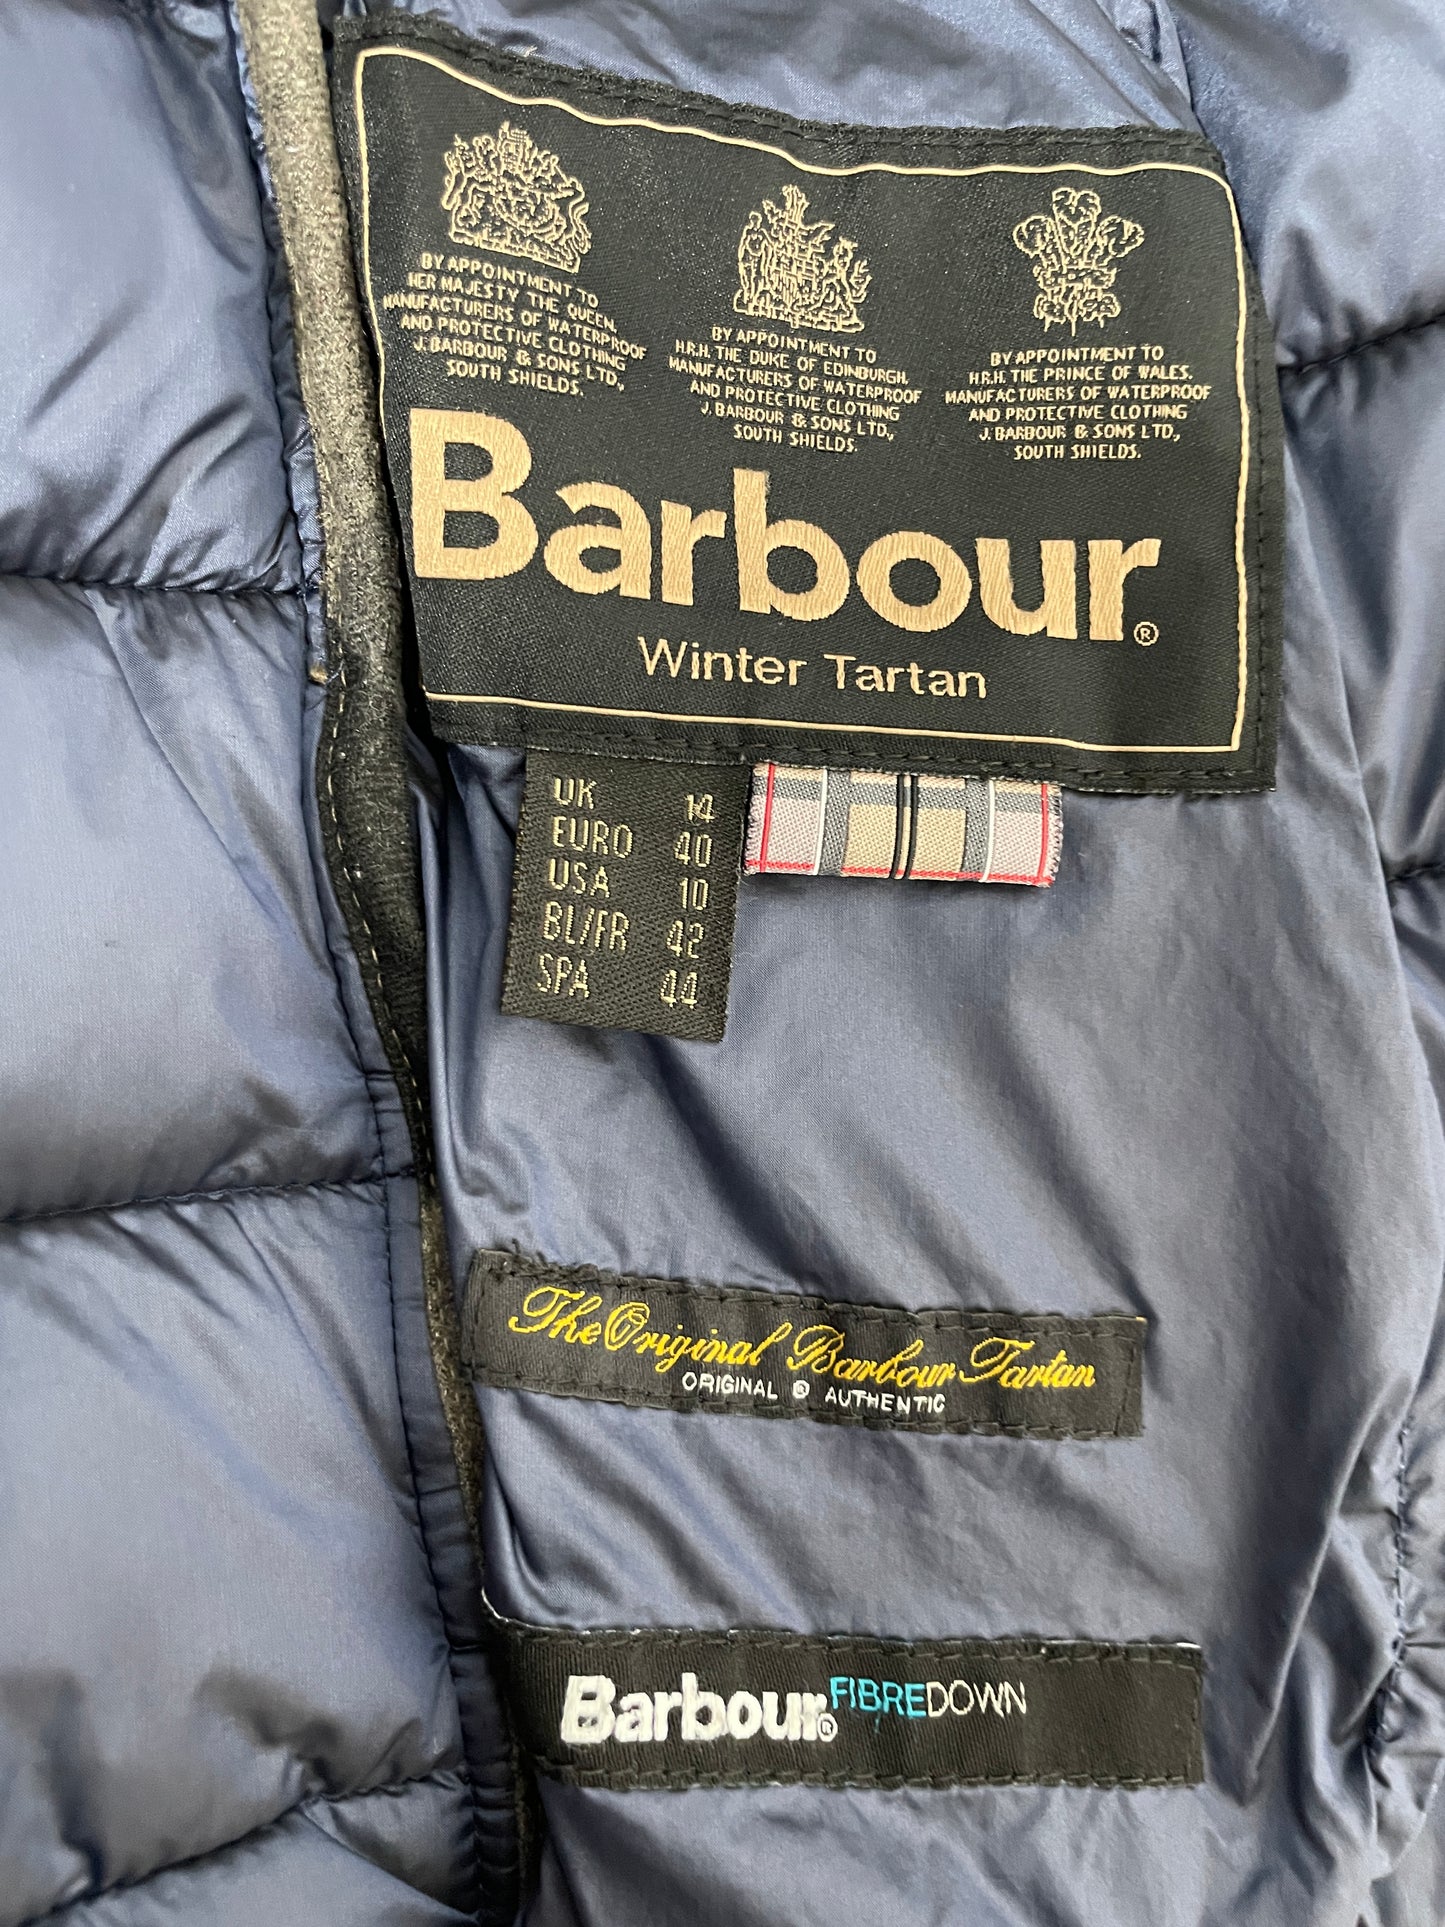 BY APPOINTMENT TO
HER MAJESTY THE QUEEN.
MANUFACTURERS OF WATERPROOF
AND PROTECTIVE CLOTHING
J. BARBOUR & SONS LTD.,
SOUTH SHIELDS.
BY APPOINTMENT TO
H.R.H. THE DUKE OF EDINBURGH.
MANUFACTURERS OF WATERPROOF
AND PROTECTIVE CLOTHING
J. BARBOUR & SONS LTD.,
SOUTH SHIELDS.
BY APPOINTMENT TO
H.R.H. THE PRINCE OF WALES.
MANUFACTURERS OF WATERPROOF
AND PROTECTIVE CLOTHING
J. BARBOUR & SONS LTD.,
SOUTH SHIELDS.
Barbour®
Winter Tartan
UK 14
EURO 40
USA 10
BL/FR 42
SPA 44
The Original Barbour Tartan
ORIGINAL ® AUTHENTIC
Barbour® FIBREDOWN